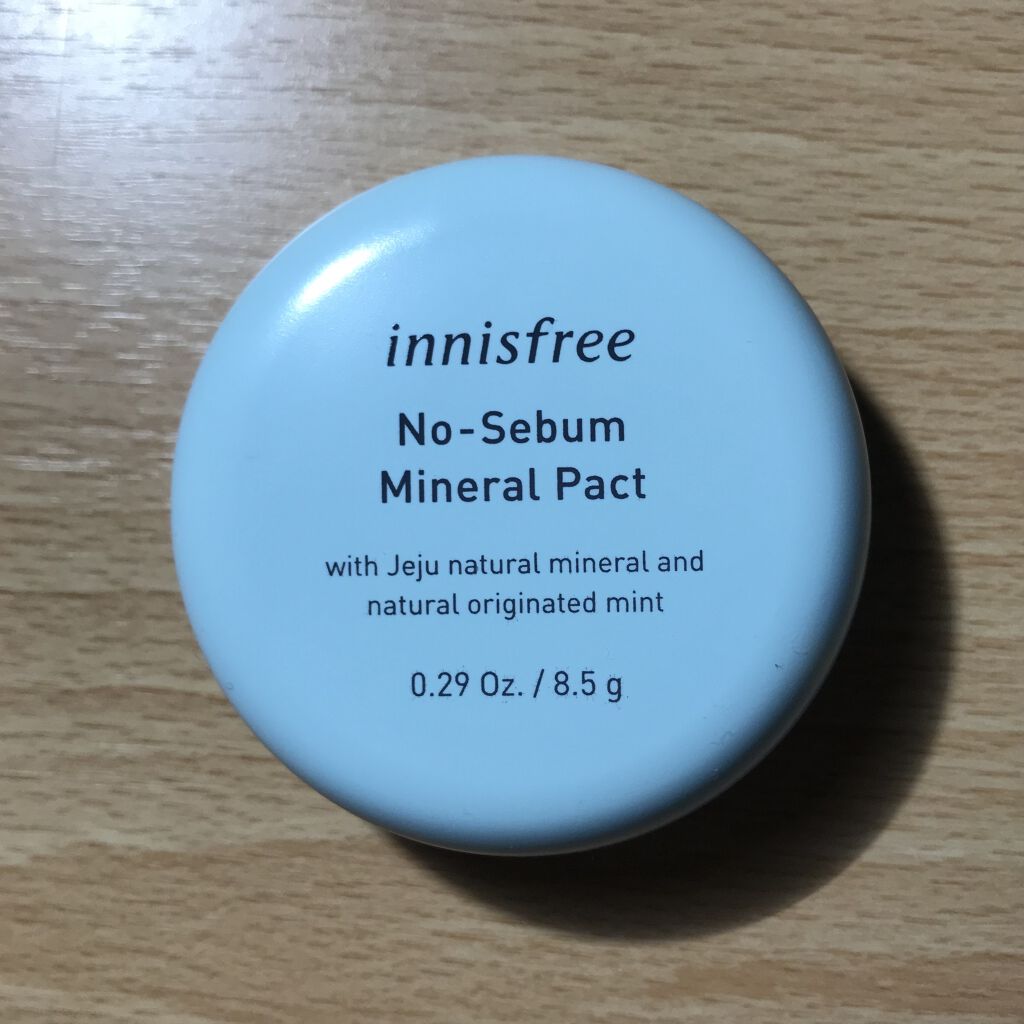 innisfree
No-Sebum
Mineral Pact
with Jeju natural mineral and
natural originated mint
0.29 Oz. / 8.5 g